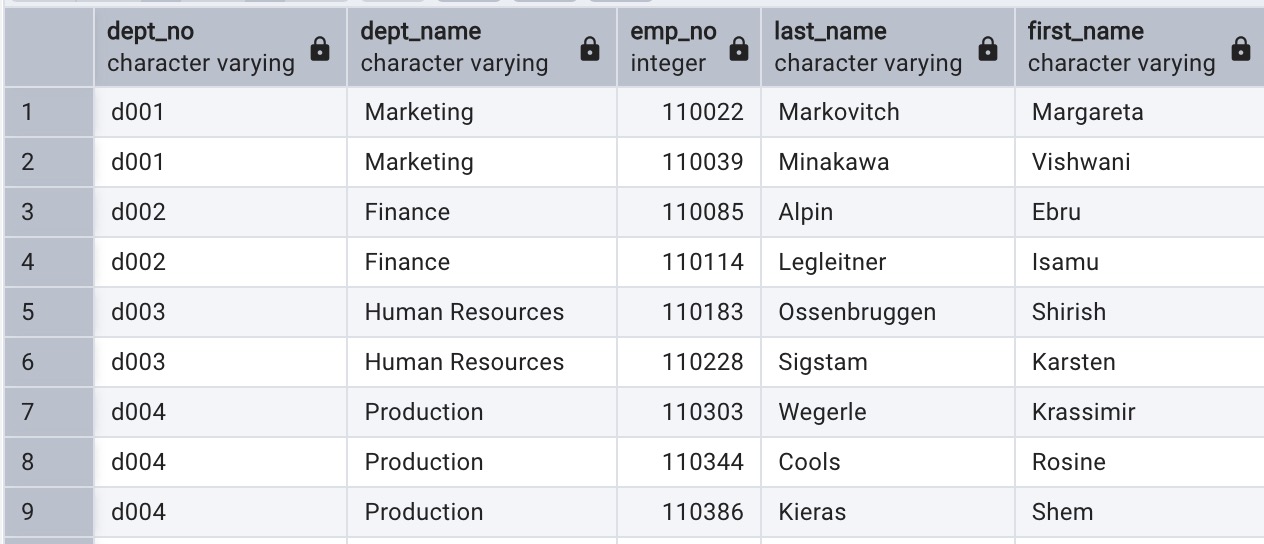 dept_no dept_name emp_no last_name first_name
character varying character varying integer character varying character varying
1 d001 Marketing 110022 Markovitch Margareta
2 d001 Marketing 110039 Minakawa Vishwani
3 d002 Finance 110085 Alpin Ebru
4 d002 Finance 110114 Legleitner Isamu
5 d003 Human Resources 110183 Ossenbruggen Shirish
6 d003 Human Resources 110228 Sigstam Karsten
7 d004 Production 110303 Wegerle Krassimir
8 d004 Production 110344 Cools Rosine
9 d004 Production 110386 Kieras Shem